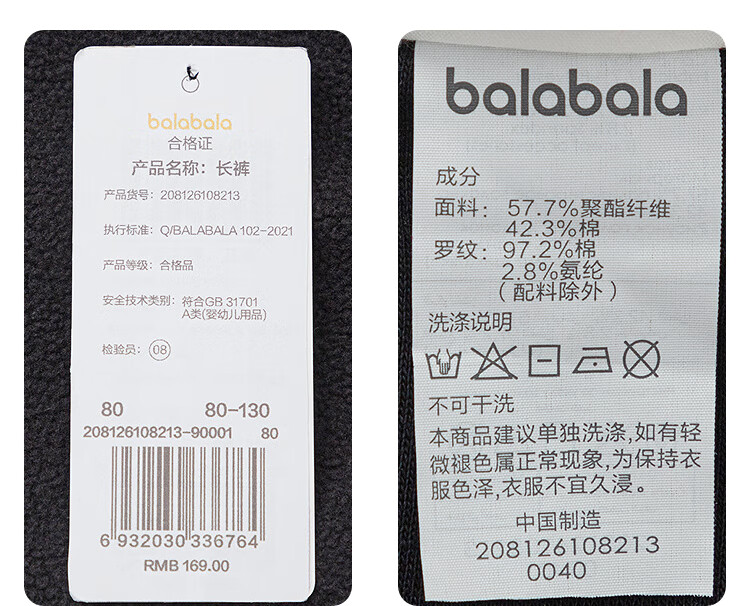 balabala
合格证
产品名称：长裤
产品货号：208126108213
执行标准：Q/BALABALA 102-2021
产品等级：合格品
安全技术类别：符合GB 31701
A类(婴幼儿用品)
检验员：08
80 80-130
208126108213-90001 80
6 932030 336764
RMB 169.00
balabala
成分
面料：57.7%聚酯纤维
42.3%棉
罗纹：97.2%棉
2.8%氨纶
（配料除外）
洗涤说明
不可干洗
本商品建议单独洗涤,如有轻
微褪色属正常现象,为保持衣
服色泽,衣服不宜久浸。
中国制造
208126108213
0040